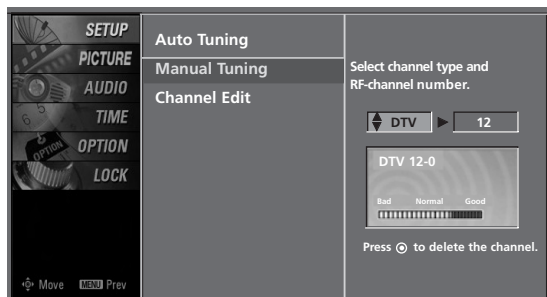 SETUP
PICTURE
AUDIO
TIME
OPTION
LOCK
Move MENU Prev
Auto Tuning
Manual Tuning
Channel Edit
Select channel type and
RF-channel number.
DTV 12
DTV 12-0
Bad Normal Good
Press to delete the channel.